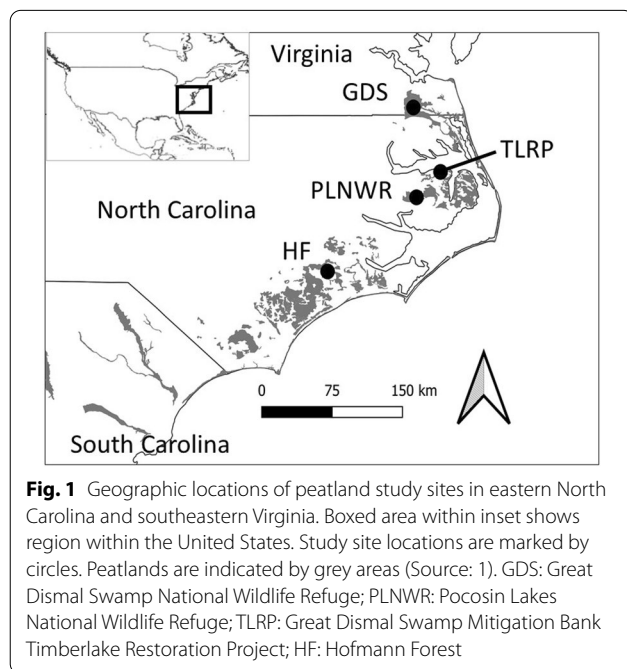 Virginia
GDS
TLRP
PLNWR
North Carolina
HF
0 75 150 km
South Carolina
Fig. 1 Geographic locations of peatland study sites in eastern North
Carolina and southeastern Virginia. Boxed area within inset shows
region within the United States. Study site locations are marked by
circles. Peatlands are indicated by grey areas (Source: 1). GDS: Great
Dismal Swamp National Wildlife Refuge; PLNWR: Pocosin Lakes
National Wildlife Refuge; TLRP: Great Dismal Swamp Mitigation Bank
Timberlake Restoration Project; HF: Hofmann Forest